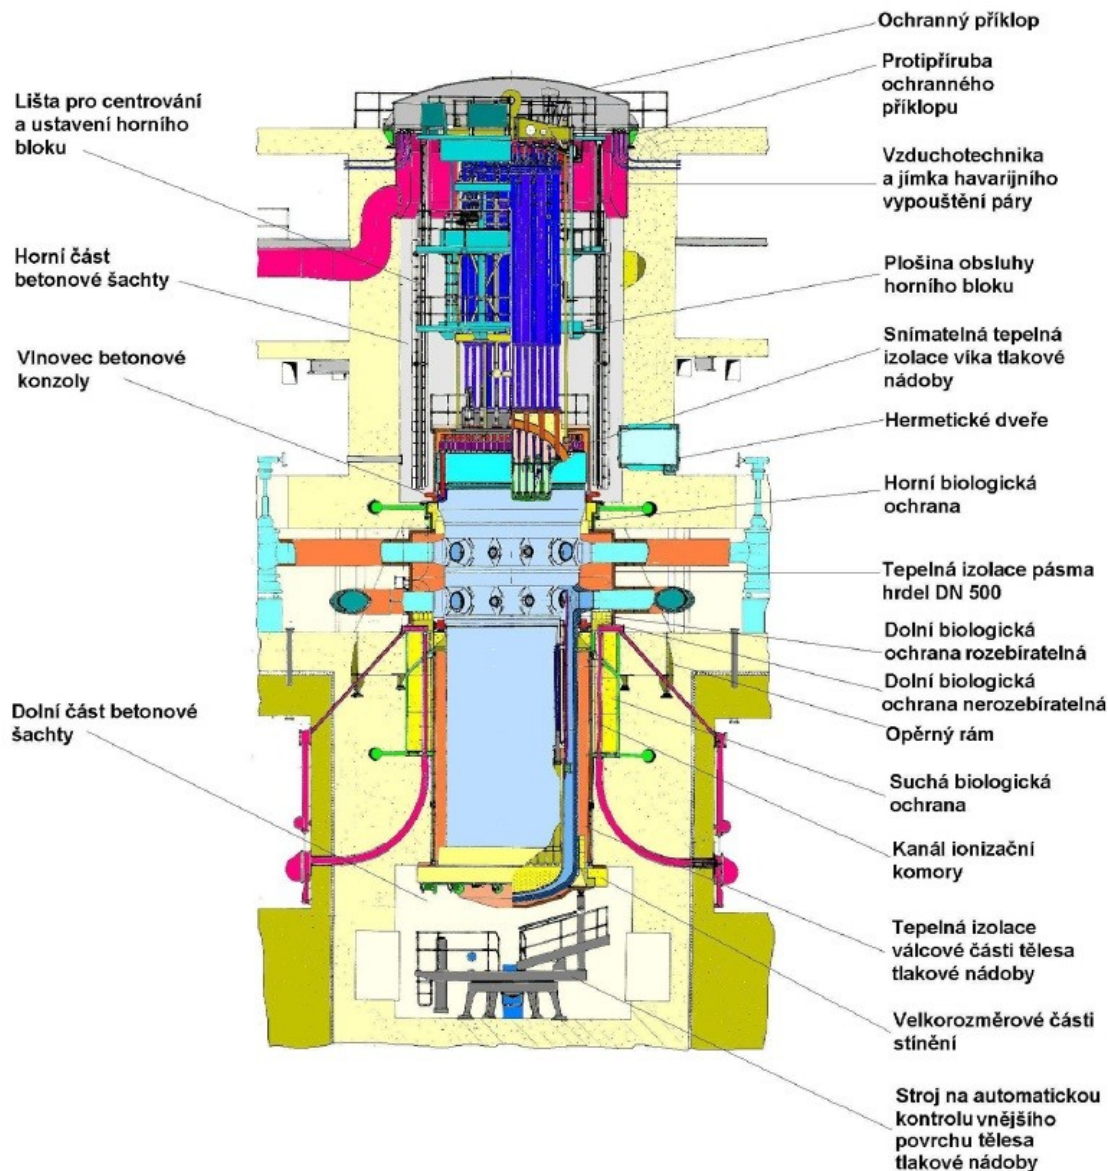 Ochranný příklop
Protipříruba
ochranného
příklopu
Lišta pro centrování
a ustavení horního
bloku
Vzduchotechnika
a jímka havarijního
vypouštění páry
Horní část
betonové šachty
Plošina obsluhy
horního bloku
Vlnovec betonové
konzoly
Snímatelná tepelná
izolace víka tlakové
nádoby
Hermetické dveře
Horní biologická
ochrana
Tepelná izolace pásma
hrdel DN 500
Dolní biologická
ochrana rozebíratelná
Dolní biologická
ochrana nerozebíratelná
Dolní část betonové
šachty
Opěrný rám
Suchá biologická
ochrana
Kanál ionizační
komory
Tepelná izolace
válcové části tělesa
tlakové nádoby
Velkorozměrové části
stínění
Stroj na automatickou
kontrolu vnějšího
povrchu tělesa
tlakové nádoby